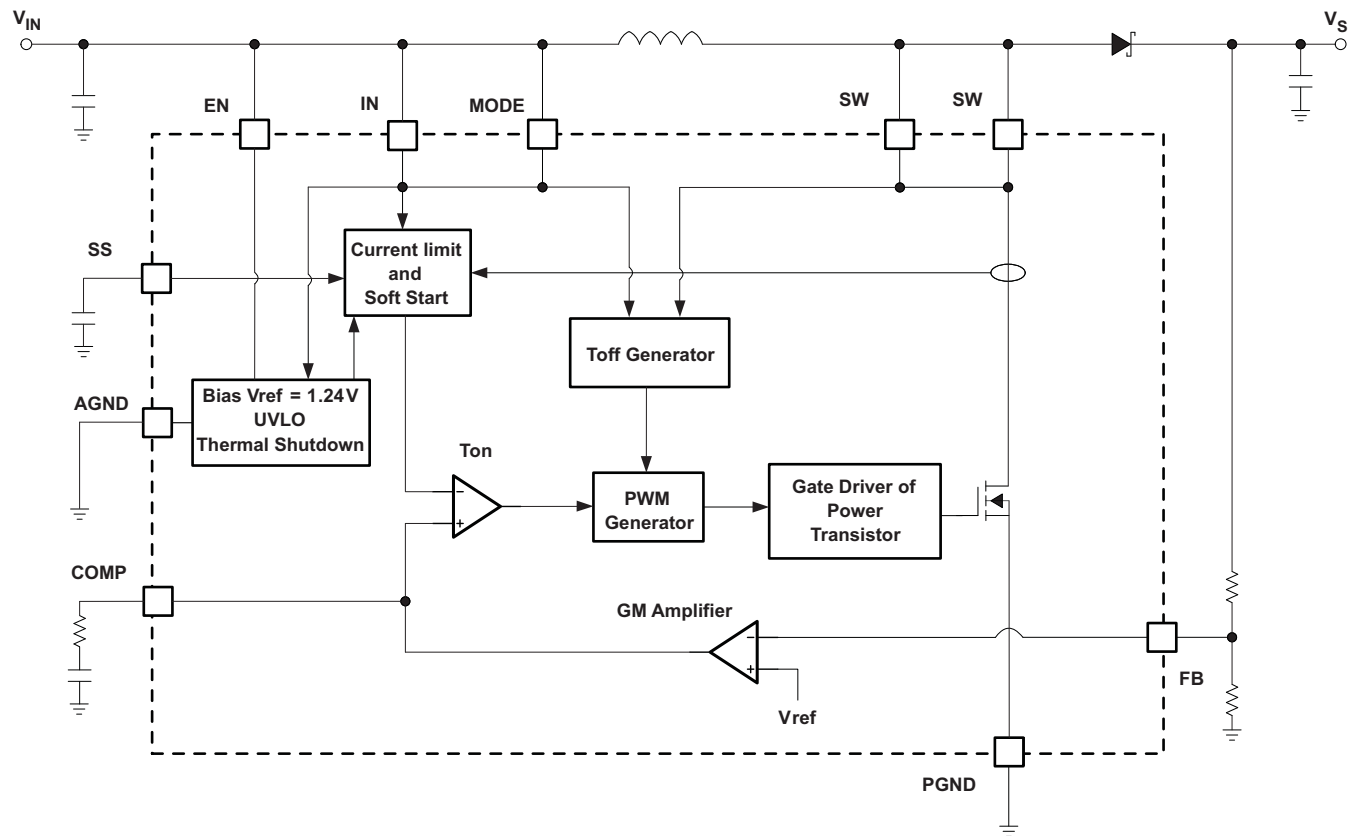 VIN
VS
EN
IN
MODE
SW
SW
SS
Current limit
and
Soft Start
Toff Generator
AGND
Bias Vref = 1.24V
UVLO
Thermal Shutdown
Ton
−
+
PWM
Generator
Gate Driver of
Power
Transistor
COMP
GM Amplifier
−
+
Vref
FB
PGND